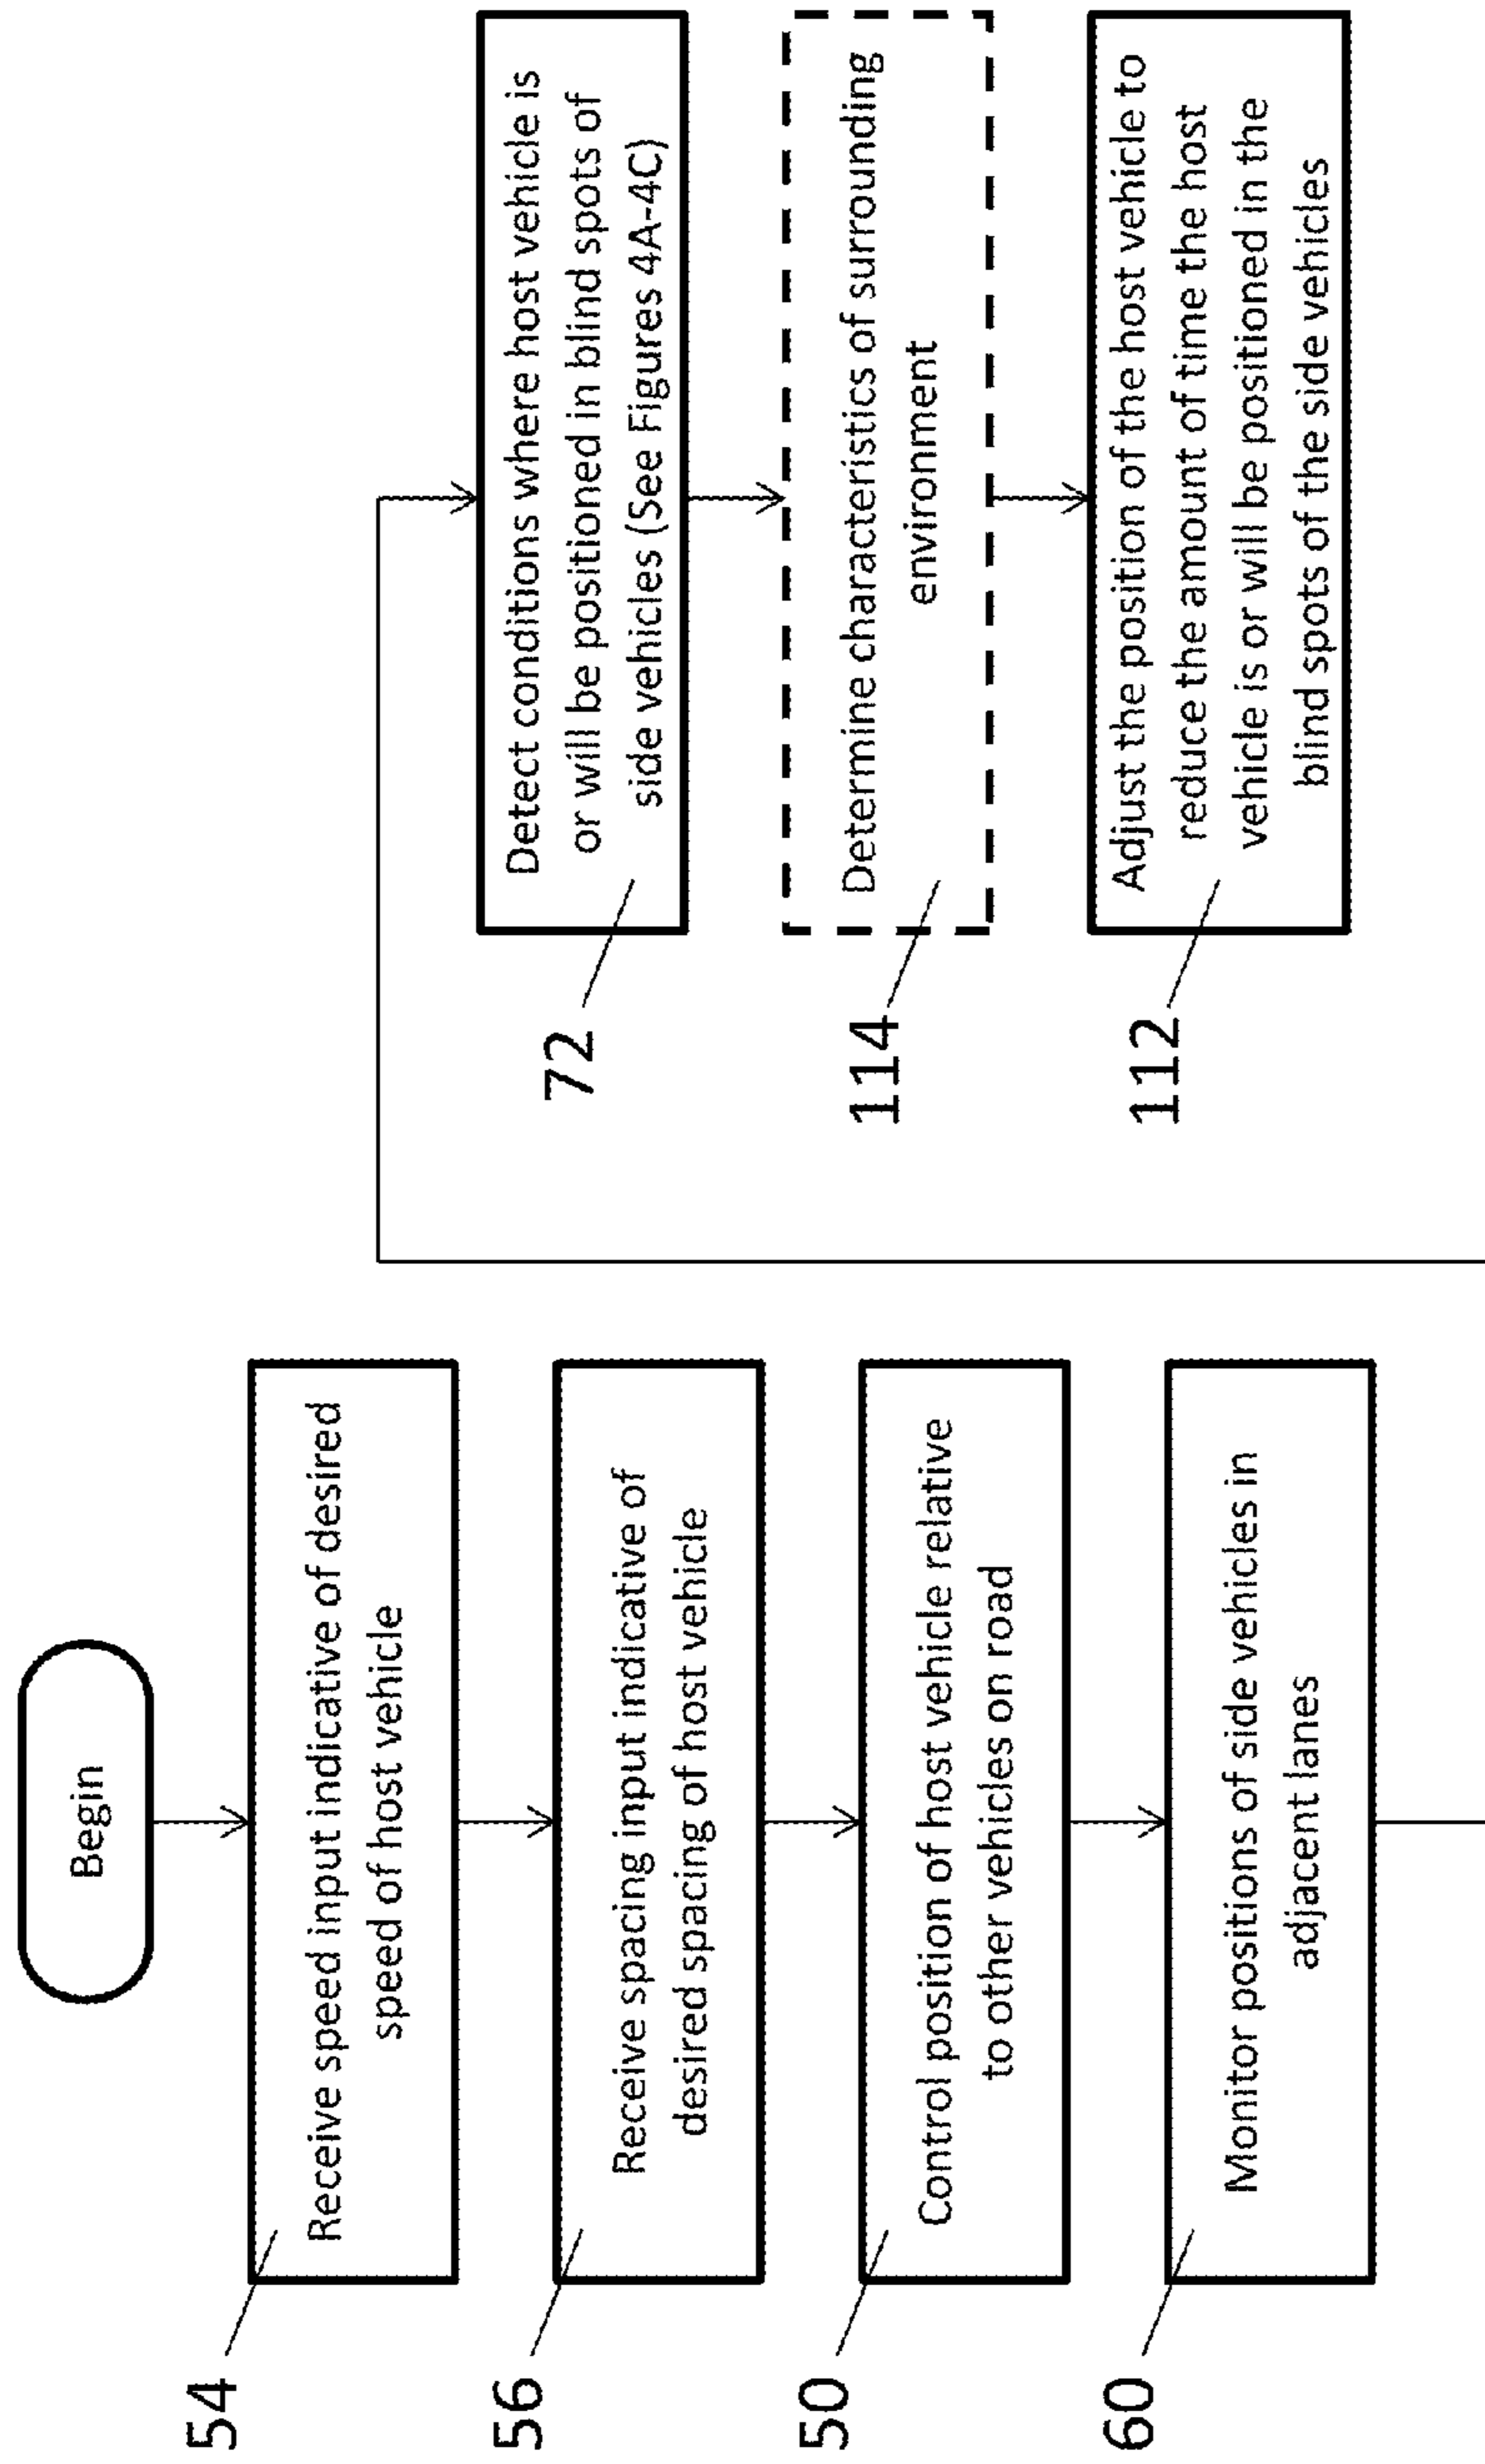 Begin
54
Receive speed input indicative of desired
speed of host vehicle
56
Receive spacing input indicative of
desired spacing of host vehicle
50
Control position of host vehicle relative
to other vehicles on road
60
Monitor positions of side vehicles in
adjacent lanes
72
Detect conditions where host vehicle is
or will be positioned in blind spots of
side vehicles (See Figures 4A-4C)
114
Determine characteristics of surrounding
environment
112
Adjust the position of the host vehicle to
reduce the amount of time the host
vehicle is or will be positioned in the
blind spots of the side vehicles